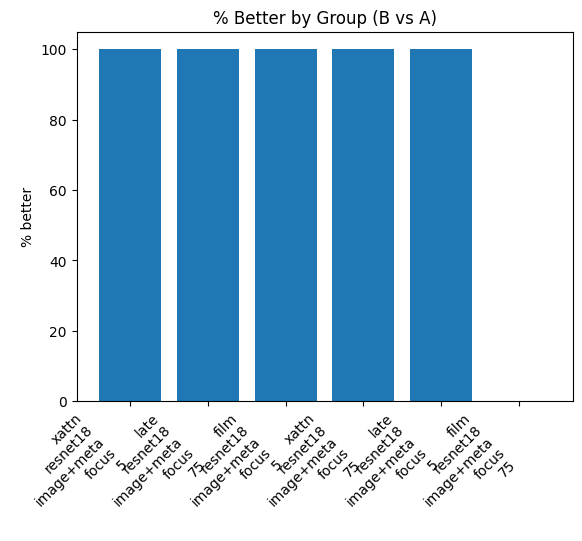 % Better by Group (B vs A)
% better
100
80
60
40
20
0
xattn
resnet18
image+meta
focus
5
late
resnet18
image+meta
focus
75
film
resnet18
image+meta
focus
5
xattn
resnet18
image+meta
focus
75
late
resnet18
image+meta
focus
5
film
resnet18
image+meta
focus
75